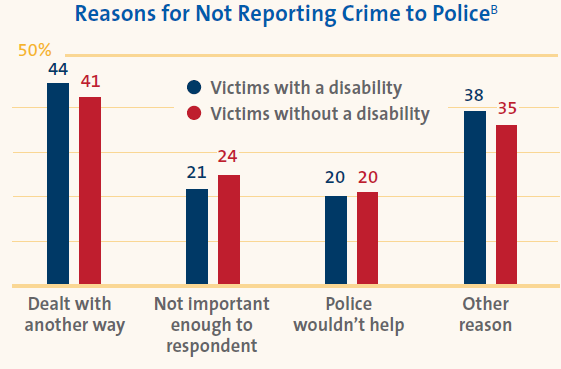 Reasons for Not Reporting Crime to Police^B
50%
44
41
Victims with a disability
Victims without a disability
21
24
20
20
38
35
Dealt with
another way
Not important
enough to
respondent
Police
wouldn't help
Other
reason